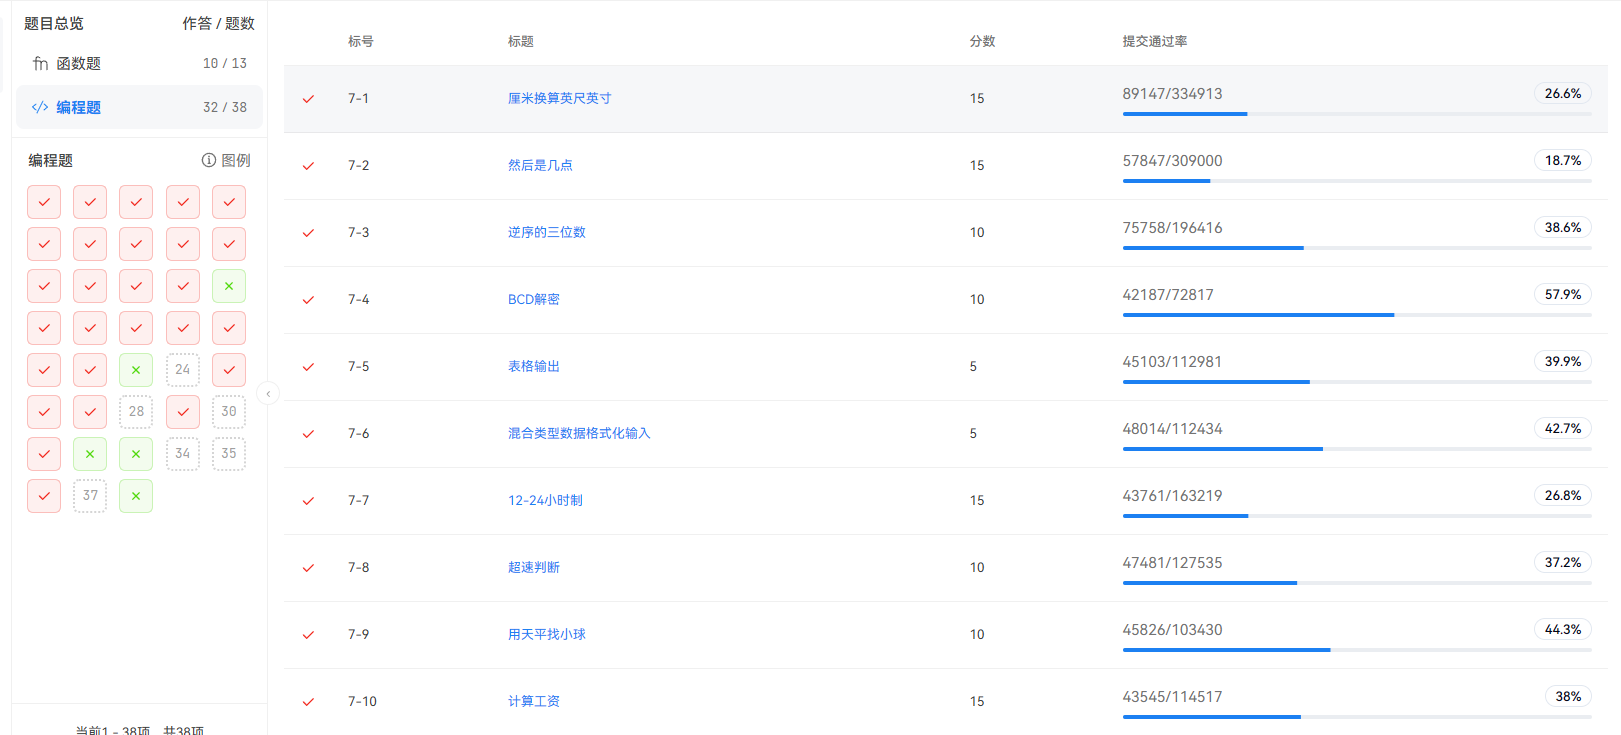 题目总览 作答 / 题数
函数题 10 / 13
编程题 32 / 38
编程题 图例
24
28 30
34 35
37
当前1 - 38项 共38项
标号 标题 分数 提交通过率
7-1 厘米换算英尺英寸 15 89147/334913 26.6%
7-2 然后是几点 15 57847/309000 18.7%
7-3 逆序的三位数 10 75758/196416 38.6%
7-4 BCD解密 10 42187/72817 57.9%
7-5 表格输出 5 45103/112981 39.9%
7-6 混合类型数据格式化输入 5 48014/112434 42.7%
7-7 12-24小时制 15 43761/163219 26.8%
7-8 超速判断 10 47481/127535 37.2%
7-9 用天平找小球 10 45826/103430 44.3%
7-10 计算工资 15 43545/114517 38%